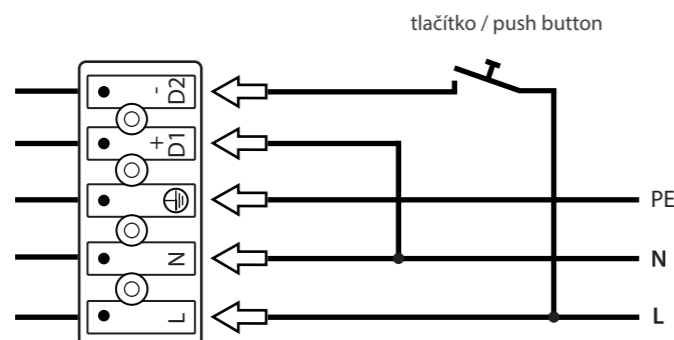 tlačítko / push button
- D2
+ D1
PE
N
N
L
L